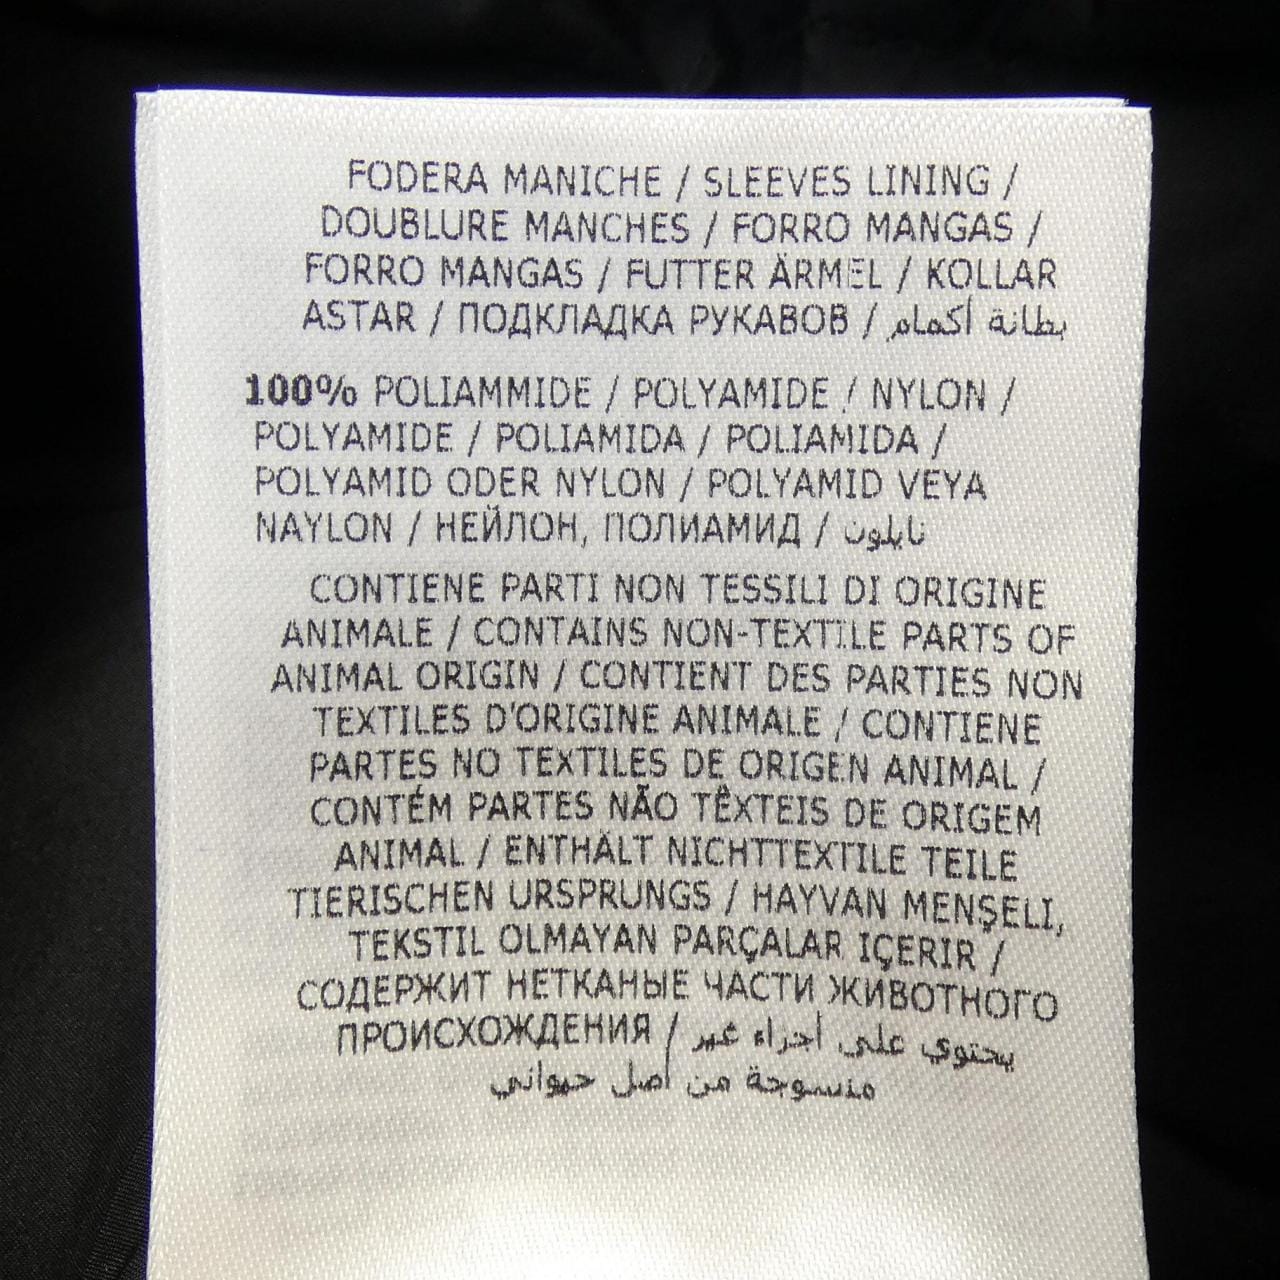 FODERA MANICHE / SLEEVES LINING /
DOUBLURE MANCHES / FORRO MANGAS /
FORRO MANGAS / FUTTER ÄRMEL / KOLLAR
ASTAR / ПОДКЛАДКА РУКАВОВ / بطانة أكمام
100% POLIAMMIDE / POLYAMIDE / NYLON /
POLYAMIDE / POLIAMIDA / POLIAMIDA /
POLYAMID ODER NYLON / POLYAMID VEYA
NAYLON / НЕЙЛОН, ПОЛИАМИД / نايلون
CONTIENE PARTI NON TESSILI DI ORIGINE
ANIMALE / CONTAINS NON-TEXTILE PARTS OF
ANIMAL ORIGIN / CONTIENT DES PARTIES NON
TEXTILES D'ORIGINE ANIMALE / CONTIENE
PARTES NO TEXTILES DE ORIGEN ANIMAL /
CONTÉM PARTES NÃO TÊXTEIS DE ORIGEM
ANIMAL / ENTHÄLT NICHTTEXTILE TEILE
TIERISCHEN URSPRUNGS / HAYVAN MENŞELI,
TEKSTIL OLMAYAN PARÇALAR IÇERIR /
СОДЕРЖИТ НЕТКАНЫЕ ЧАСТИ ЖИВОТНОГО
ПРОИСХОЖДЕНИЯ / يحتوي على أجزاء غير
منسوجة من أصل حيواني